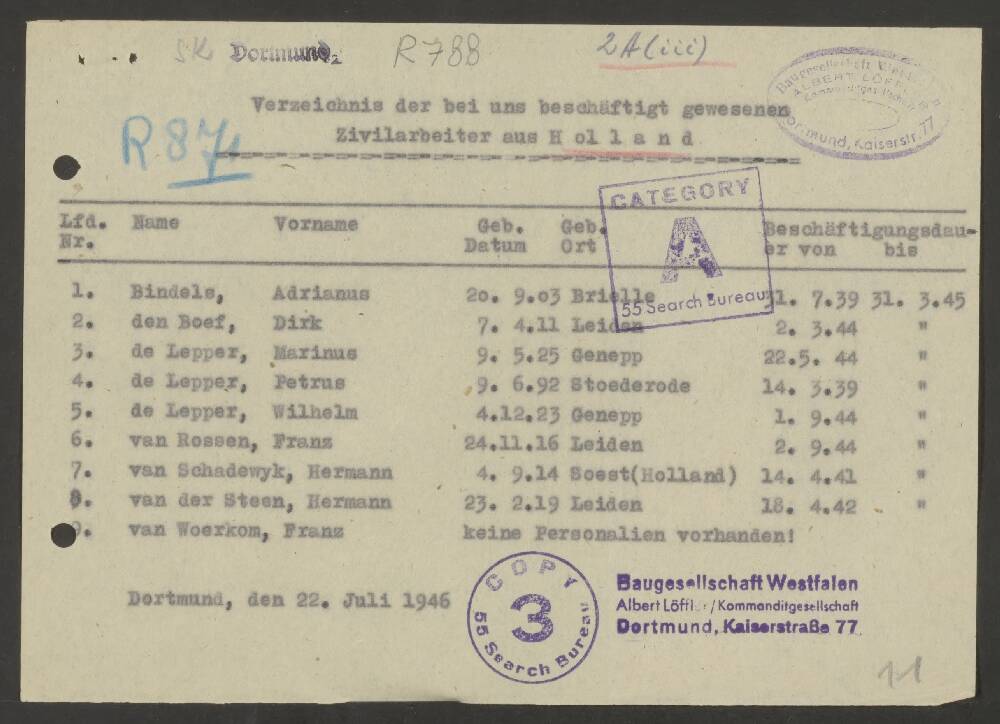 SK Dortmund R788 2A(iii)
Baugesellschaft
ALBERT LÖFFLER
Kommanditgesellschaft
Dortmund, Kaiserstr. 77
Verzeichnis der bei uns beschäftigt gewesenen
Zivilarbeiter aus H o l l a n d
R 87
CATEGORY
A
55 Search Bureau
Lfd. Name Vorname Geb. Geb. Beschäftigungsdau-
Nr. Datum Ort er von bis
1. Bindels, Adrianus 20. 9.03 Brielle 31. 7.39 31. 3.45
2. den Boef, Dirk 7. 4.11 Leiden 2. 3.44 "
3. de Lepper, Marinus 9. 5.25 Genepp 22.5. 44 "
4. de Lepper, Petrus 9. 6.92 Stoederode 14. 3.39 "
5. de Lepper, Wilhelm 4.12.23 Genepp 1. 9.44 "
6. van Rossen, Franz 24.11.16 Leiden 2. 9.44 "
7. van Schadewyk, Hermann 4. 9.14 Soest(Holland) 14. 4.41 "
8. van der Steen, Hermann 23. 2.19 Leiden 18. 4.42 "
9. van Woerkom, Franz keine Personalien vorhanden!
Dortmund, den 22. Juli 1946
COPY
3
55 Search Bureau
Baugesellschaft Westfalen
Albert Löffler / Kommanditgesellschaft
Dortmund, Kaiserstraße 77
11